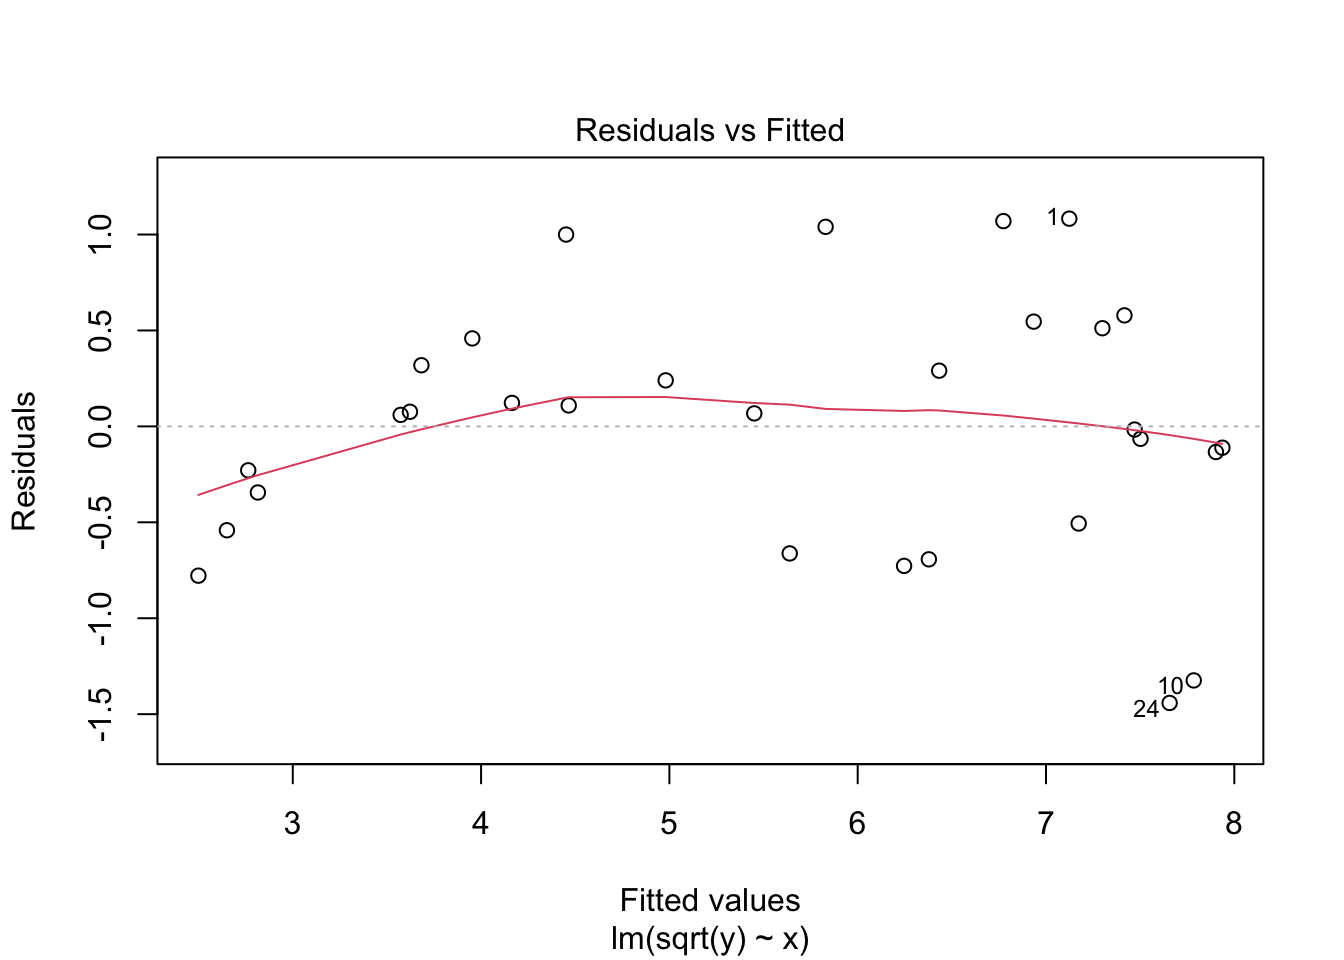 Residuals vs Fitted
Residuals
1.0
0.5
0.0
-0.5
-1.0
-1.5
1
10
24
3 4 5 6 7 8
Fitted values
lm(sqrt(y) ~ x)